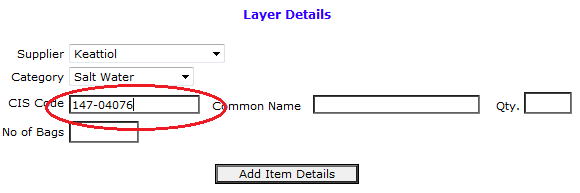 Layer Details
Supplier Keattiol
Category Salt Water
CIS Code 147-04076 Common Name Qty.
No of Bags
Add Item Details